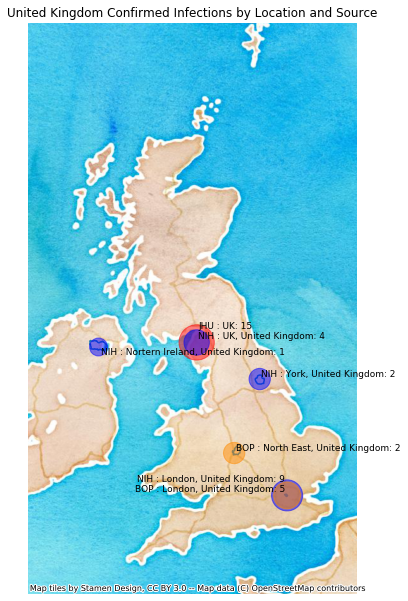 United Kingdom Confirmed Infections by Location and Source
JHU : UK: 15
NIH : UK, United Kingdom: 4
NIH : Nortern Ireland, United Kingdom: 1
NIH : York, United Kingdom: 2
BOP : North East, United Kingdom: 2
NIH : London, United Kingdom: 9
BOP : London, United Kingdom: 5
Map tiles by Stamen Design, CC BY 3.0 -- Map data (C) OpenStreetMap contributors